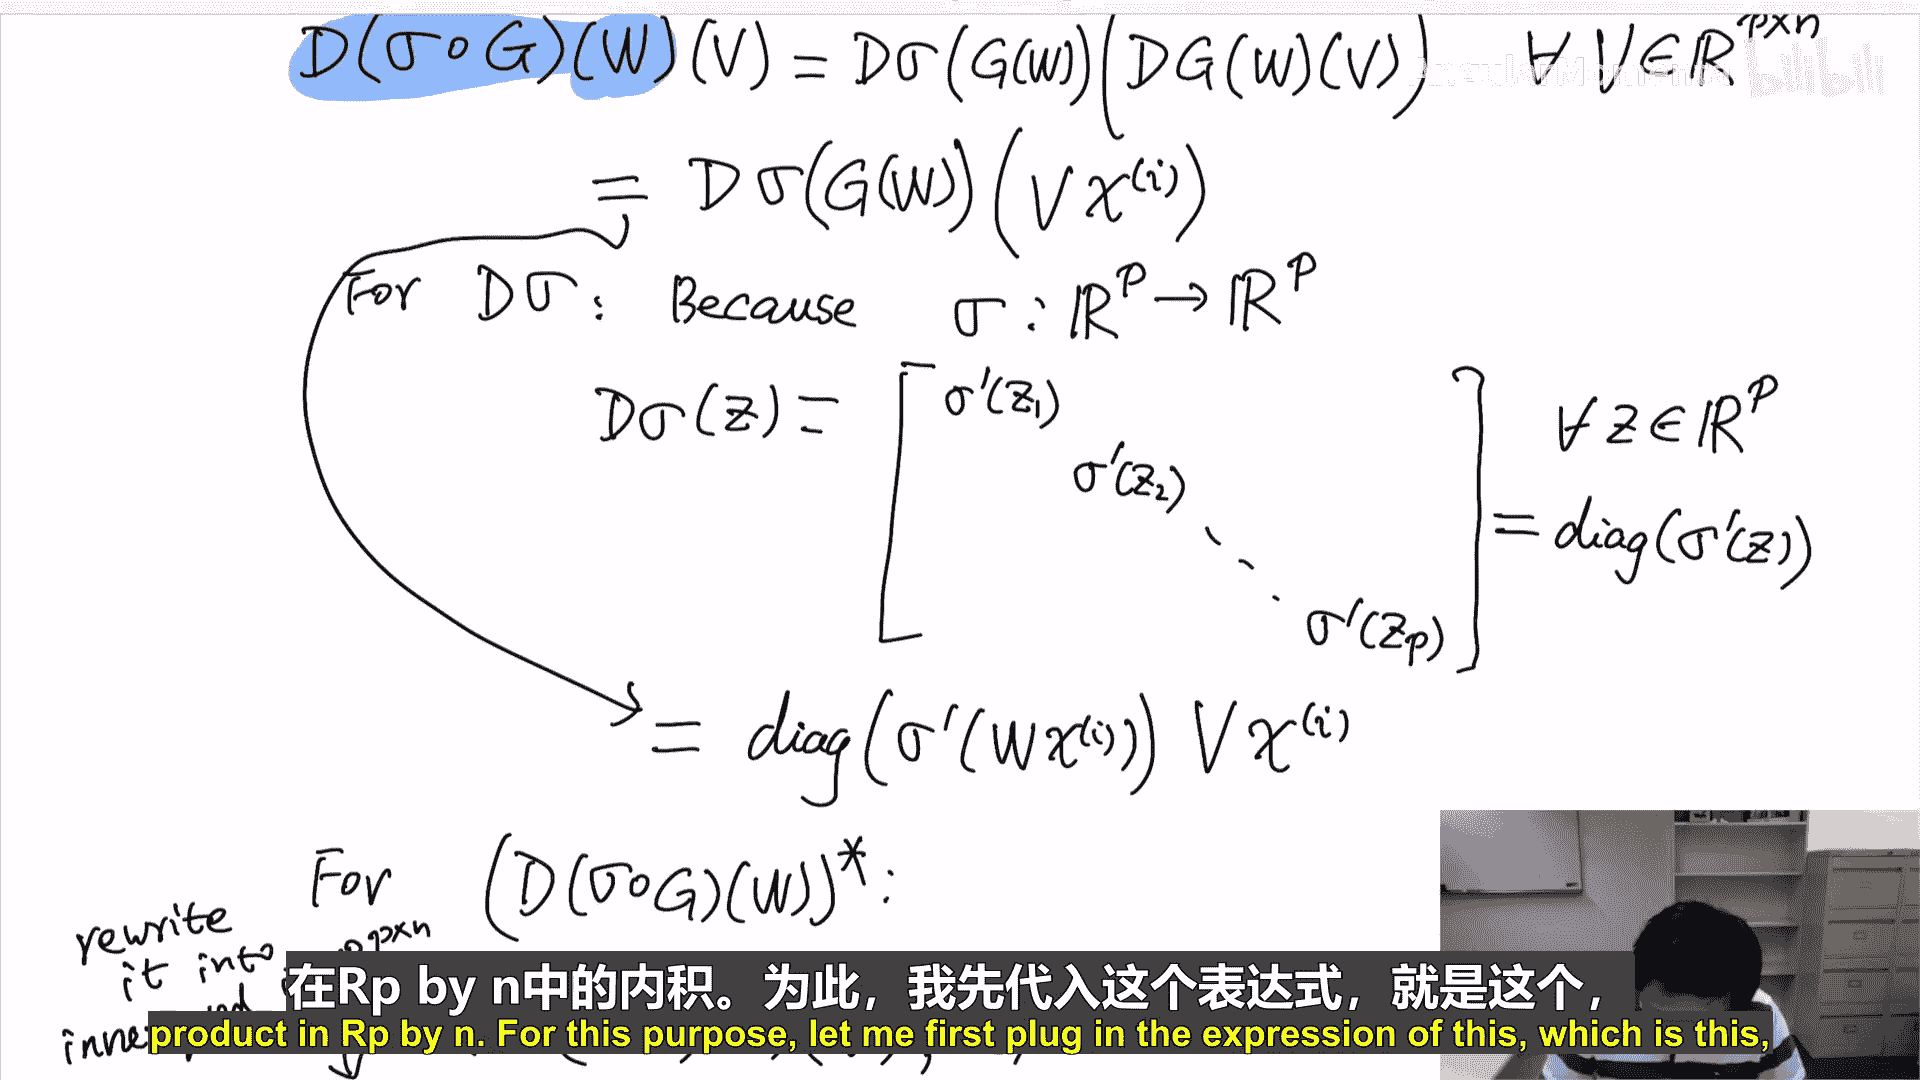 D(σ∘G)(W)(V) = Dσ(G(W))(DG(W)(V)) ∀ V∈ℝ^{p×n}
bilibili
= Dσ(G(W))(Vx^{(i)})
For Dσ: Because σ: ℝ^p → ℝ^p
Dσ(z) = [σ'(z₁) σ'(z₂) ⋱ σ'(z_p)] ∀ z∈ℝ^p
= diag(σ'(z))
= diag(σ'(Wx^{(i)})) Vx^{(i)}
For (D(σ∘G)(W))*:
rewrite
it into
在Rp by n中的内积。为此，我先代入这个表达式，就是这个，
product in Rp by n. For this purpose, let me first plug in the expression of this, which is this,